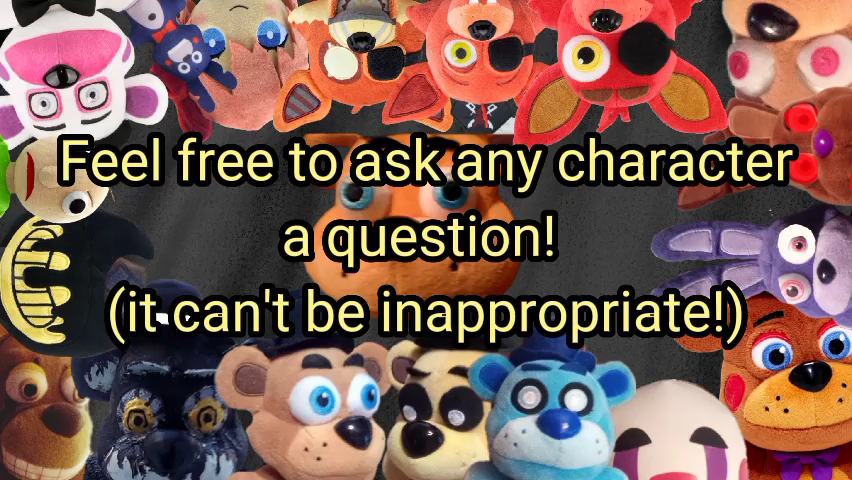 Feel free to ask any character
a question!
(it can't be inappropriate!)